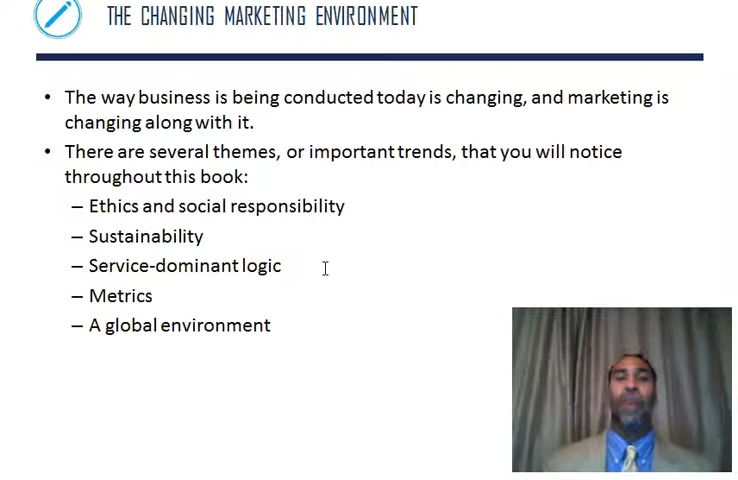 THE CHANGING MARKETING ENVIRONMENT
• The way business is being conducted today is changing, and marketing is
changing along with it.
• There are several themes, or important trends, that you will notice
throughout this book:
– Ethics and social responsibility
– Sustainability
– Service-dominant logic
– Metrics
– A global environment